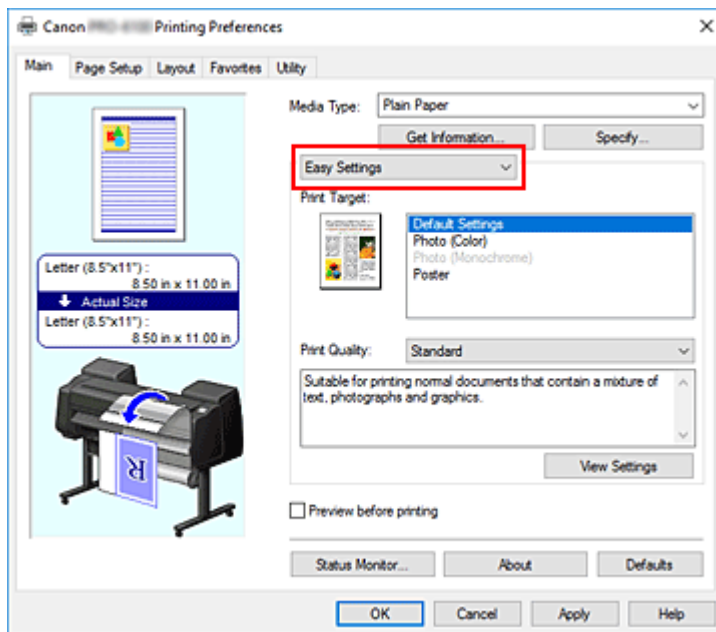 Canon Printing Preferences
Main Page Setup Layout Favorites Utility
Media Type: Plain Paper
Get Information... Specify...
Easy Settings
Print Target:
Default Settings
Photo (Color)
Photo (Monochrome)
Poster
Letter (8.5"x11") :
8.50 in x 11.00 in
Actual Size
Letter (8.5"x11") :
8.50 in x 11.00 in
R
Print Quality: Standard
Suitable for printing normal documents that contain a mixture of
text, photographs and graphics.
View Settings
Preview before printing
Status Monitor... About Defaults
OK Cancel Apply Help